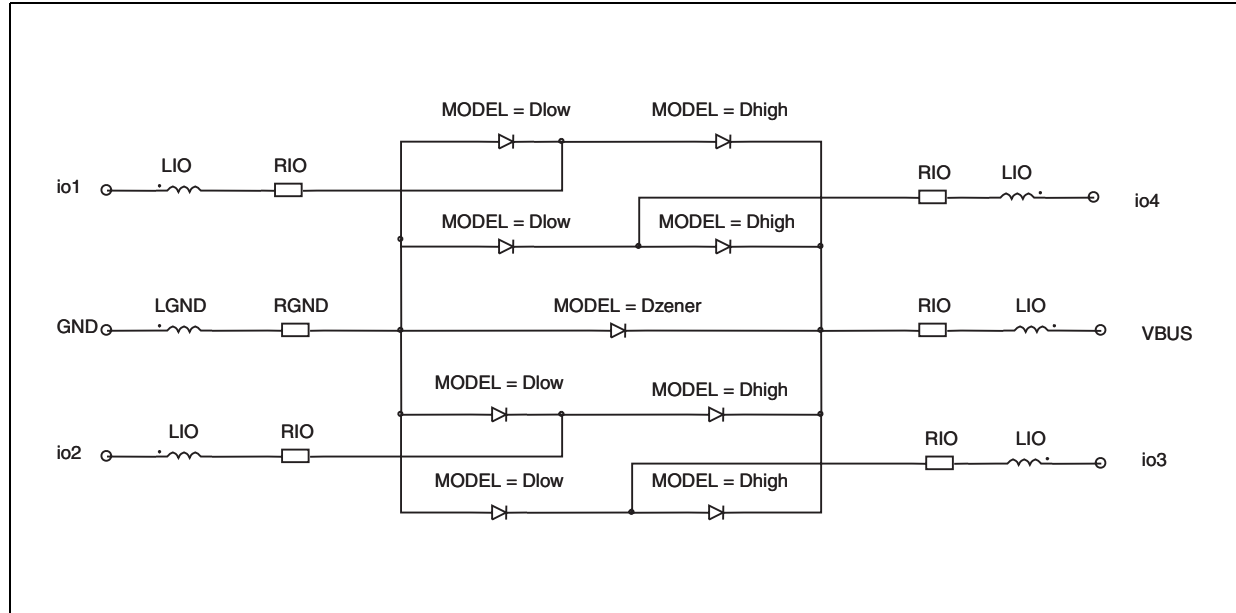 MODEL = Dlow MODEL = Dhigh
LIO RIO
io1
RIO LIO
io4
MODEL = Dlow MODEL = Dhigh
LGND RGND MODEL = Dzener RIO LIO
GND VBUS
MODEL = Dlow MODEL = Dhigh
LIO RIO
io2
RIO LIO
io3
MODEL = Dlow MODEL = Dhigh